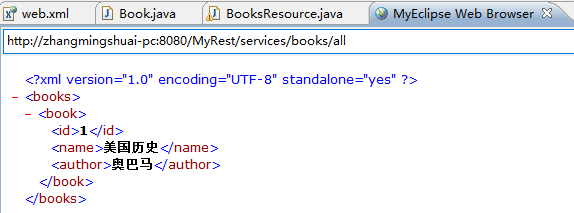 web.xml Book.java BooksResource.java MyEclipse Web Browser
http://zhangmingshuai-pc:8080/MyRest/services/books/all
<?xml version="1.0" encoding="UTF-8" standalone="yes" ?>
- <books>
- <book>
<id>1</id>
<name>美国历史</name>
<author>奥巴马</author>
</book>
</books>